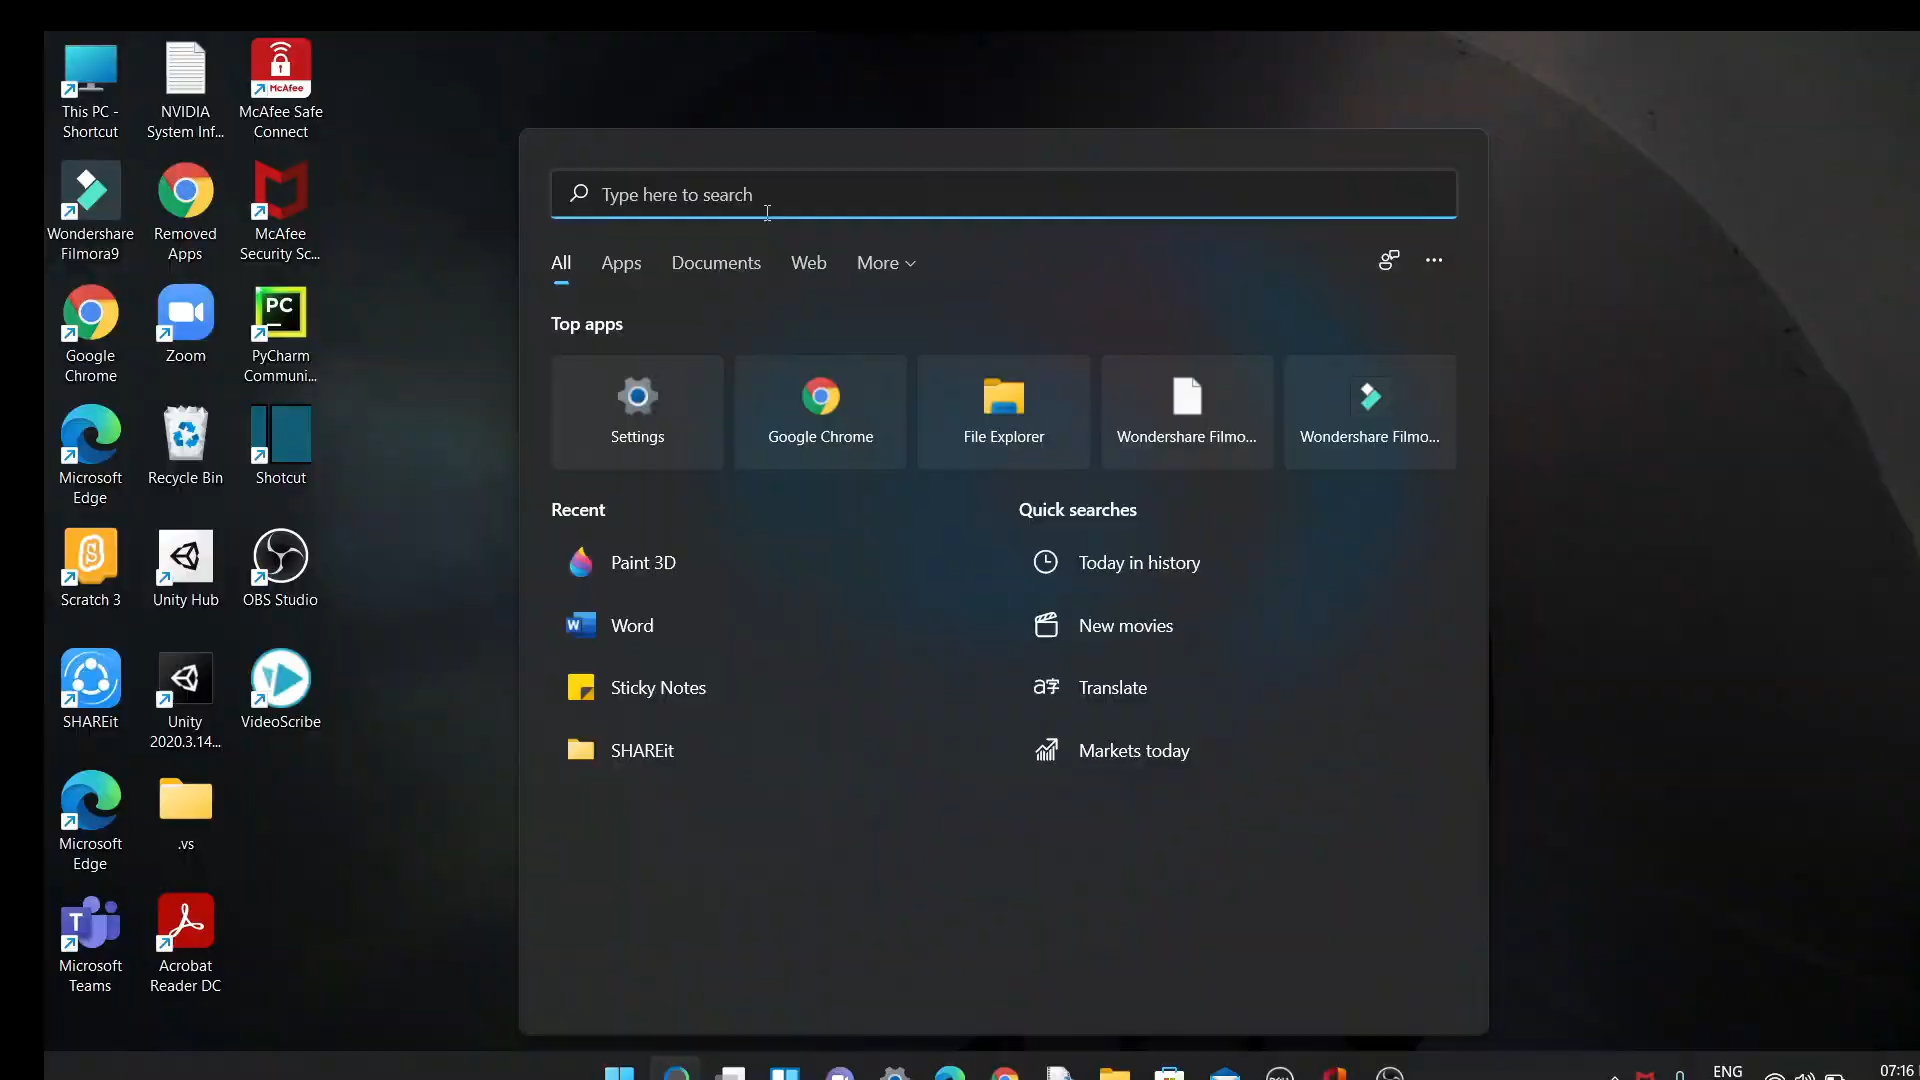 This PC -
Shortcut
NVIDIA
System Inf...
McAfee
McAfee Safe
Connect
Wondershare
Filmora9
Removed
Apps
McAfee
Security Sc...
Google
Chrome
Zoom
PC
PyCharm
Communi...
Microsoft
Edge
Recycle Bin
Shotcut
Scratch 3
Unity Hub
OBS Studio
SHAREit
Unity
2020.3.14...
VideoScribe
Microsoft
Edge
.vs
T
Microsoft
Teams
Acrobat
Reader DC
Type here to search
All Apps Documents Web More
Top apps
Settings
Google Chrome
File Explorer
Wondershare Filmo...
Wondershare Filmo...
Recent
Paint 3D
W
Word
Sticky Notes
SHAREit
Quick searches
Today in history
New movies
a字
Translate
Markets today
ENG
07:16